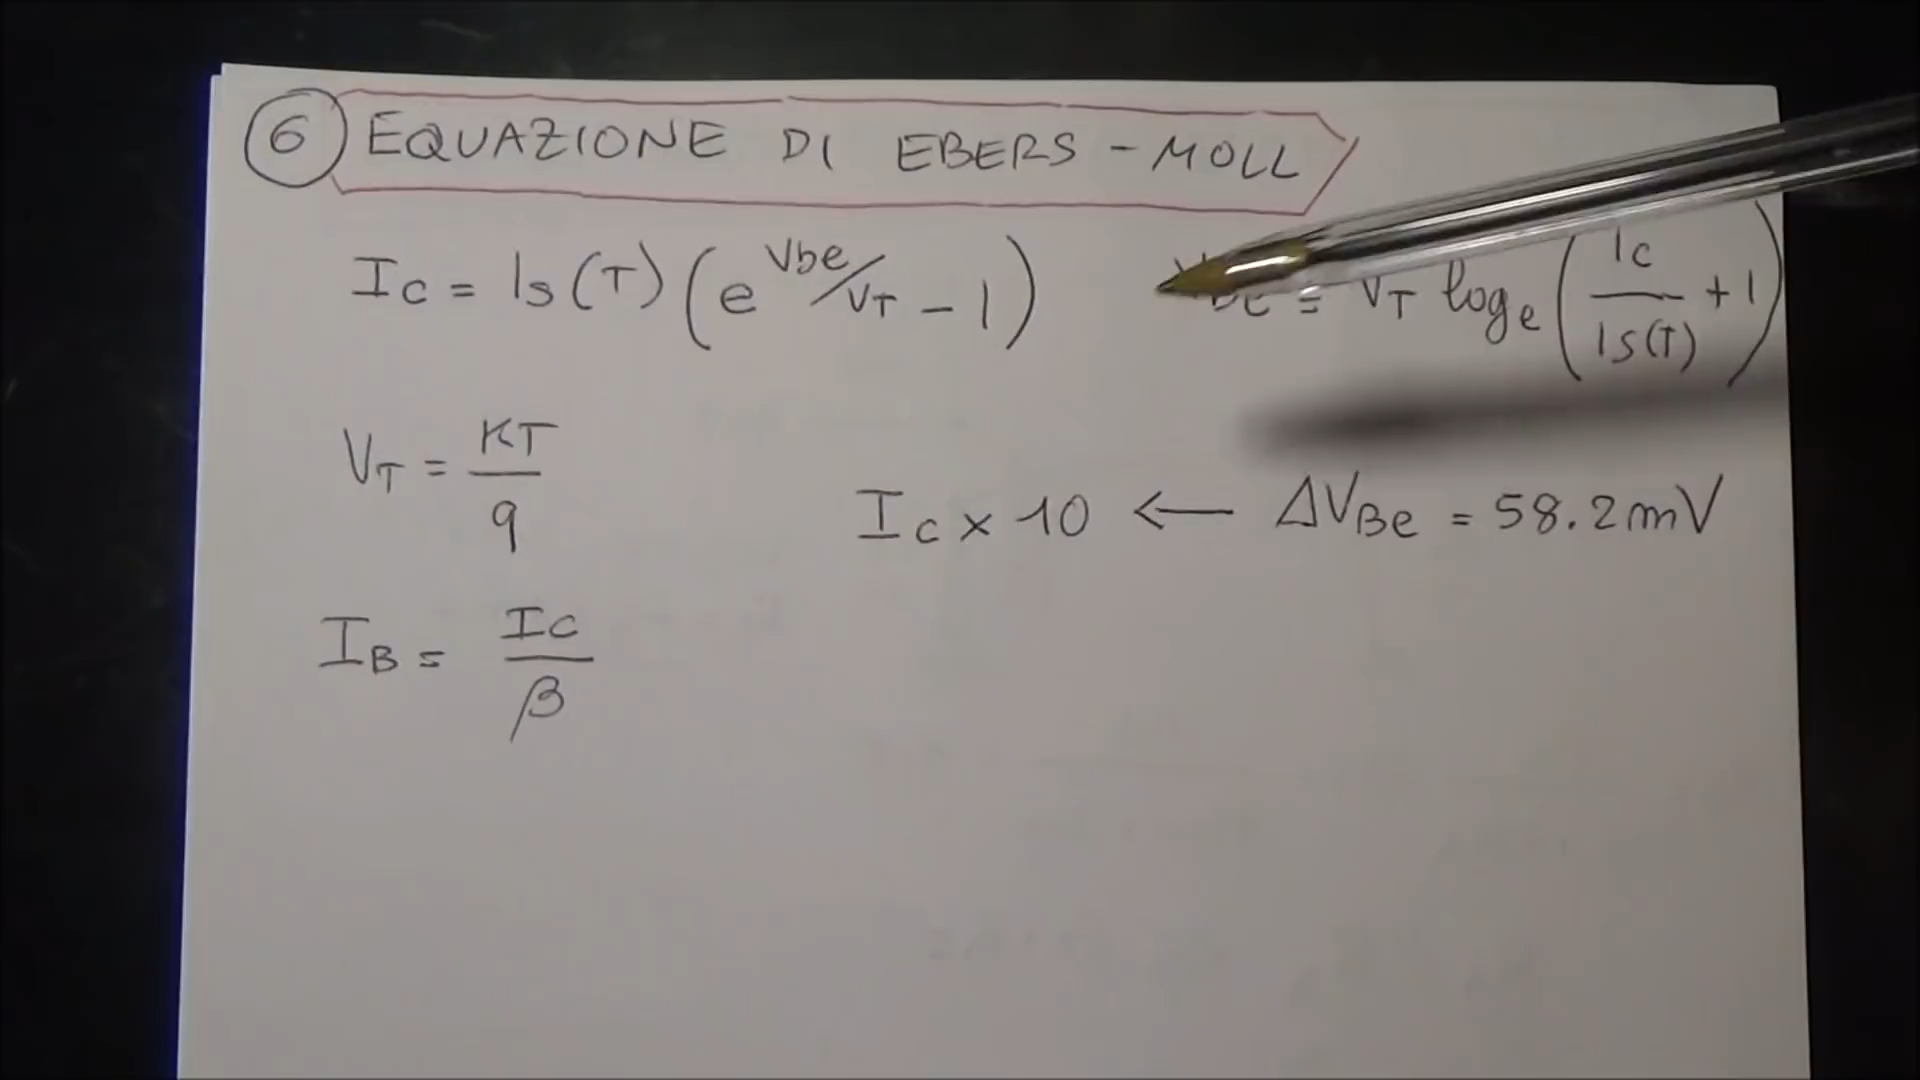 6 EQUAZIONE DI EBERS - MOLL
Ic = Is(T) (e^Vbe/VT - 1)
Vbe = VT loge (Ic/Is(T) + 1)
VT = KT/q
Ic x 10 ← ΔVBe = 58.2mV
IB = Ic/β